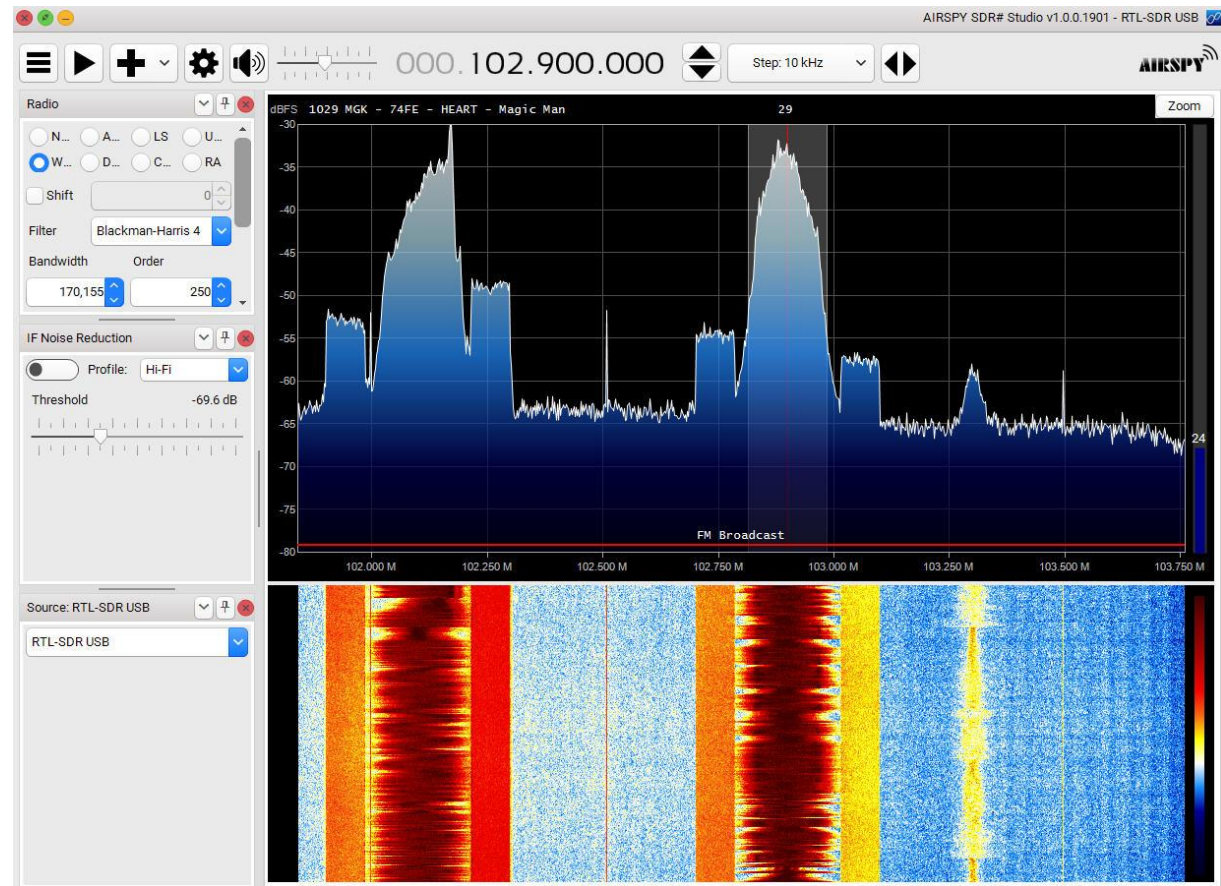 AIRSPY SDR# Studio v1.0.0.1901 - RTL-SDR USB
000.102.900.000
Step: 10 kHz
AIRSPY
Radio
N... A... LS U...
W... D... C... RA
Shift 0
Filter Blackman-Harris 4
Bandwidth Order
170,155 250
IF Noise Reduction
Profile: Hi-Fi
Threshold -69.6 dB
Source: RTL-SDR USB
RTL-SDR USB
dBFS 1029 MGK - 74FE - HEART - Magic Man 29
Zoom
-30
-35
-40
-45
-50
-55
-60
-65
-70
-75
-80
24
FM Broadcast
102.000 M 102.250 M 102.500 M 102.750 M 103.000 M 103.250 M 103.500 M 103.750 M